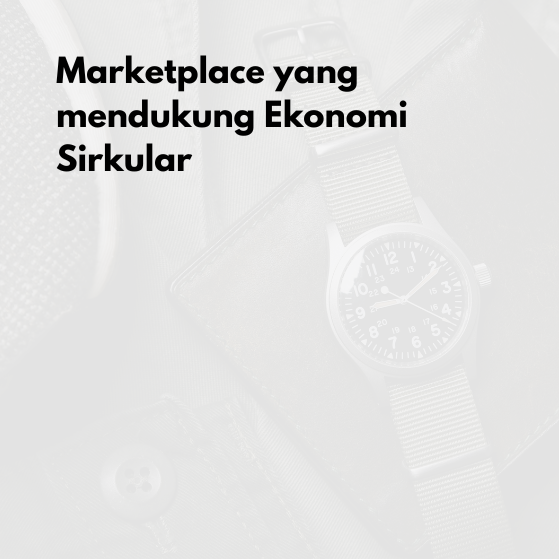 Marketplace yang
mendukung Ekonomi
Sirkular